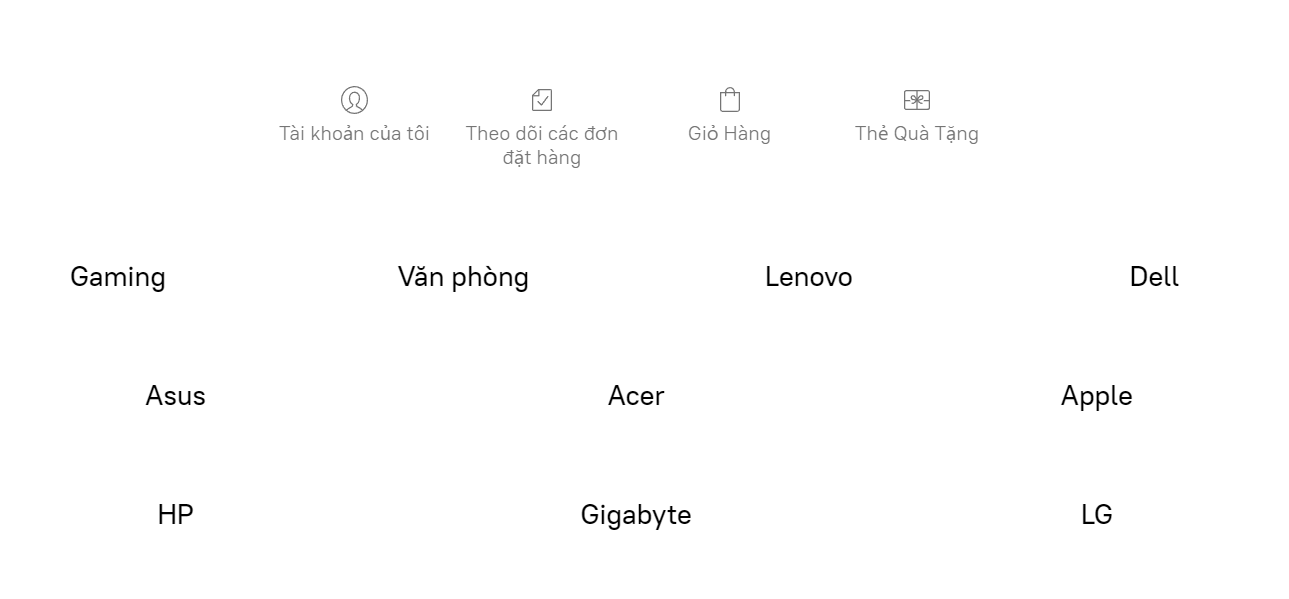 Tài khoản của tôi
Theo dõi các đơn
đặt hàng
Giỏ Hàng
Thẻ Quà Tặng
Gaming
Văn phòng
Lenovo
Dell
Asus
Acer
Apple
HP
Gigabyte
LG